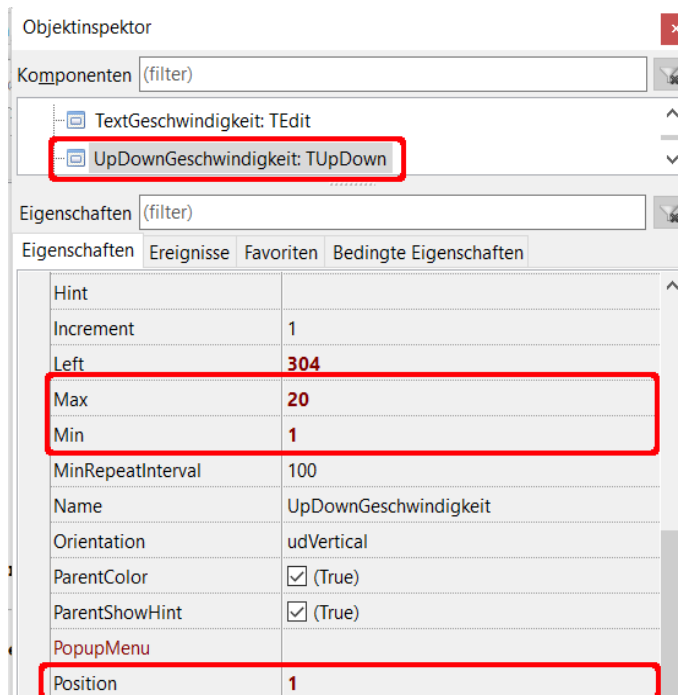 Objektinspektor
Komponenten (filter)
TextGeschwindigkeit: TEdit
UpDownGeschwindigkeit: TUpDown
Eigenschaften (filter)
Eigenschaften Ereignisse Favoriten Bedingte Eigenschaften
Hint
Increment 1
Left 304
Max 20
Min 1
MinRepeatInterval 100
Name UpDownGeschwindigkeit
Orientation udVertical
ParentColor (True)
ParentShowHint (True)
PopupMenu
Position 1